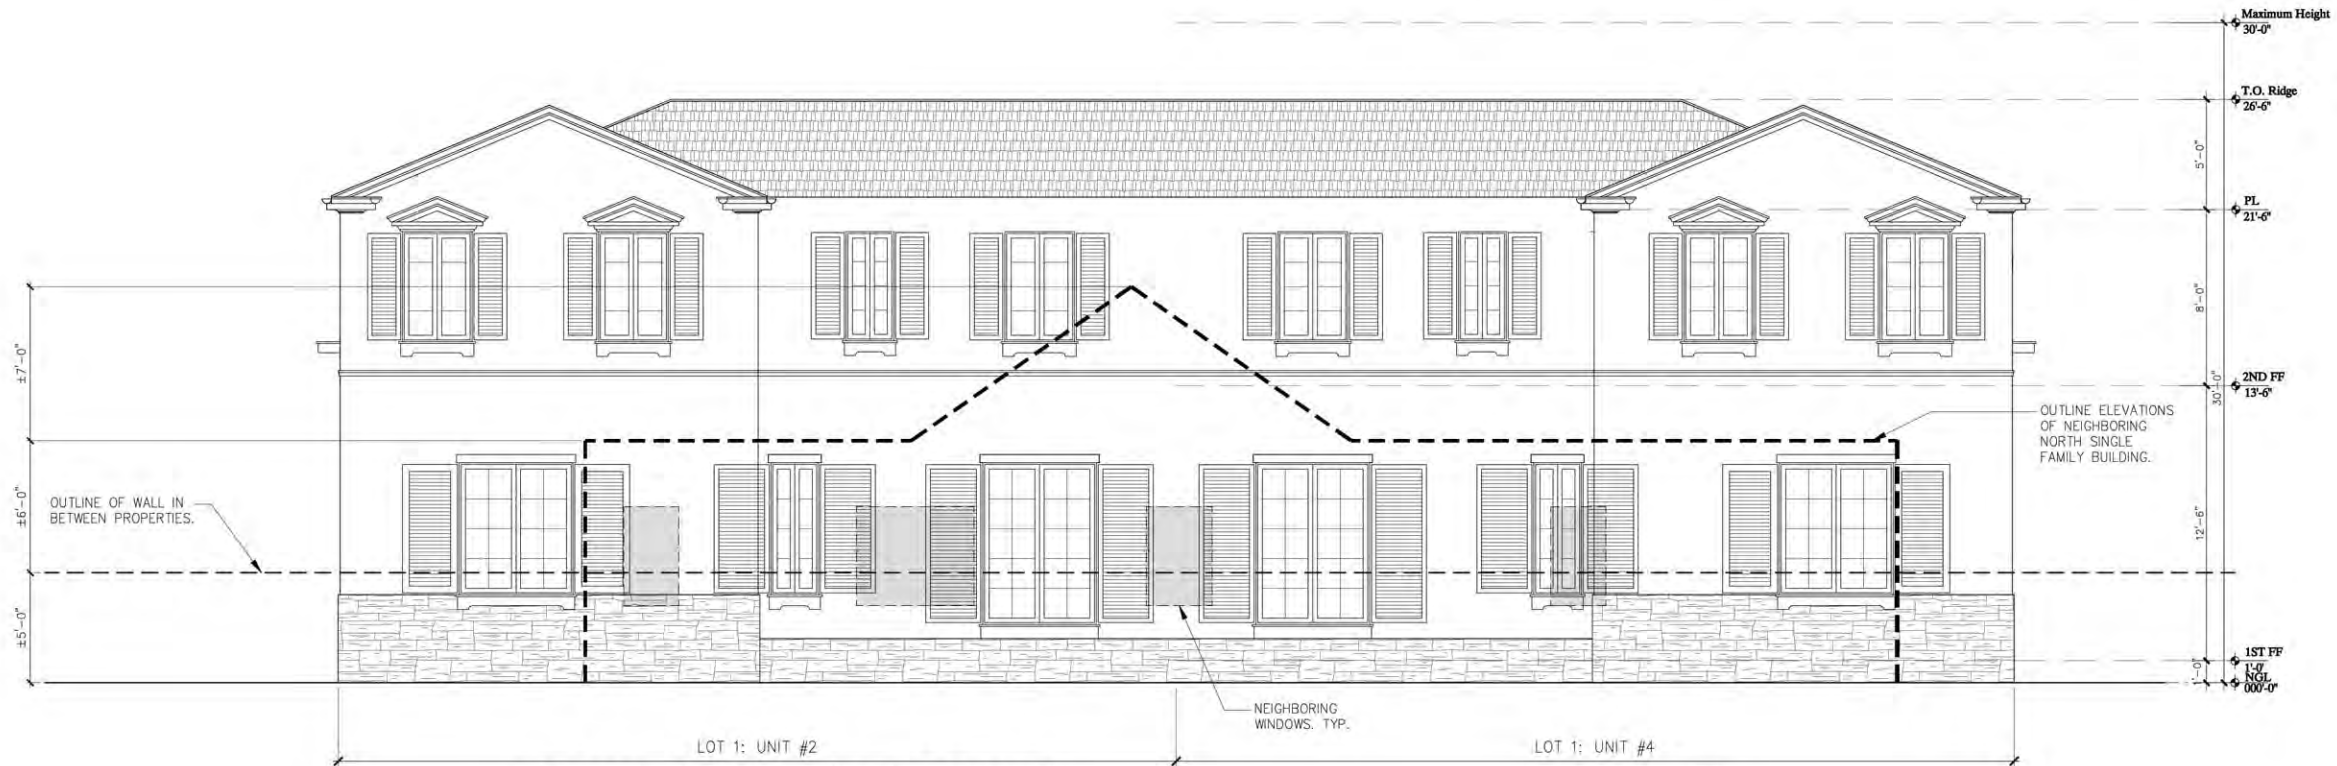 Maximum Height
30'-0"
T.O. Ridge
26'-6"
5'-0"
PL
21'-6"
8'-0"
±7'-0"
2ND FF
13'-6"
30'-0"
OUTLINE ELEVATIONS
OF NEIGHBORING
NORTH SINGLE
FAMILY BUILDING.
OUTLINE OF WALL IN
BETWEEN PROPERTIES.
±6'-0"
12'-6"
±5'-0"
1ST FF
1'-0'
1'-0"
NGL
000'-0"
NEIGHBORING
WINDOWS. TYP.
LOT 1: UNIT #2
LOT 1: UNIT #4